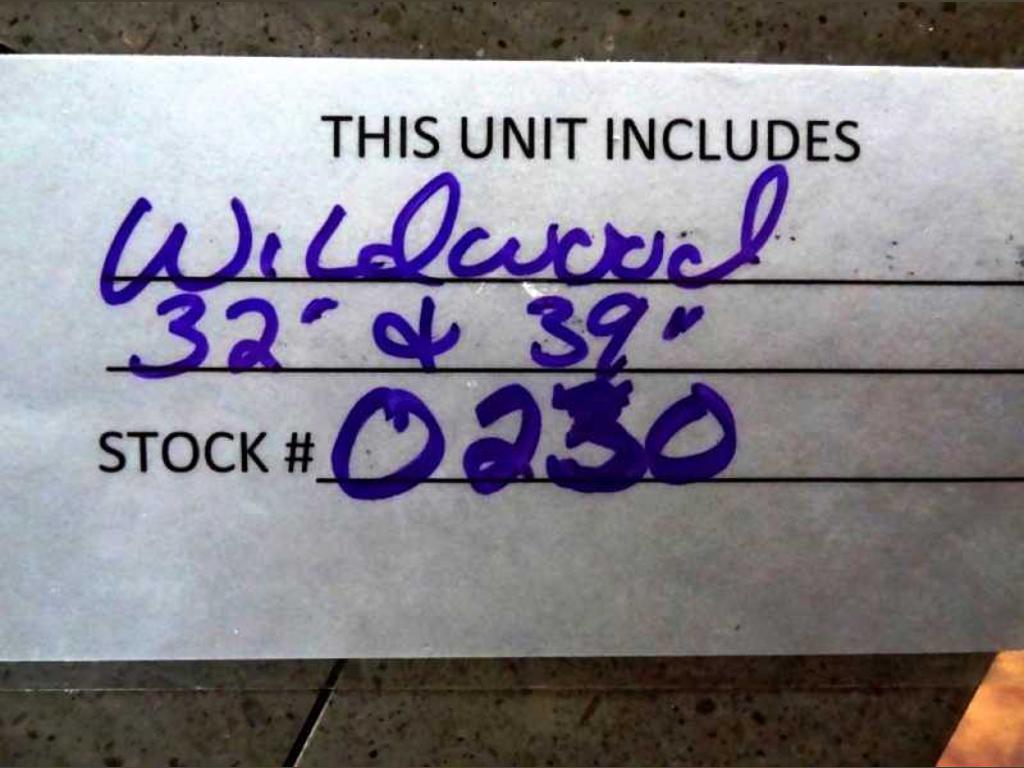 THIS UNIT INCLUDES
Wildwood
32" & 39"
STOCK # 0230